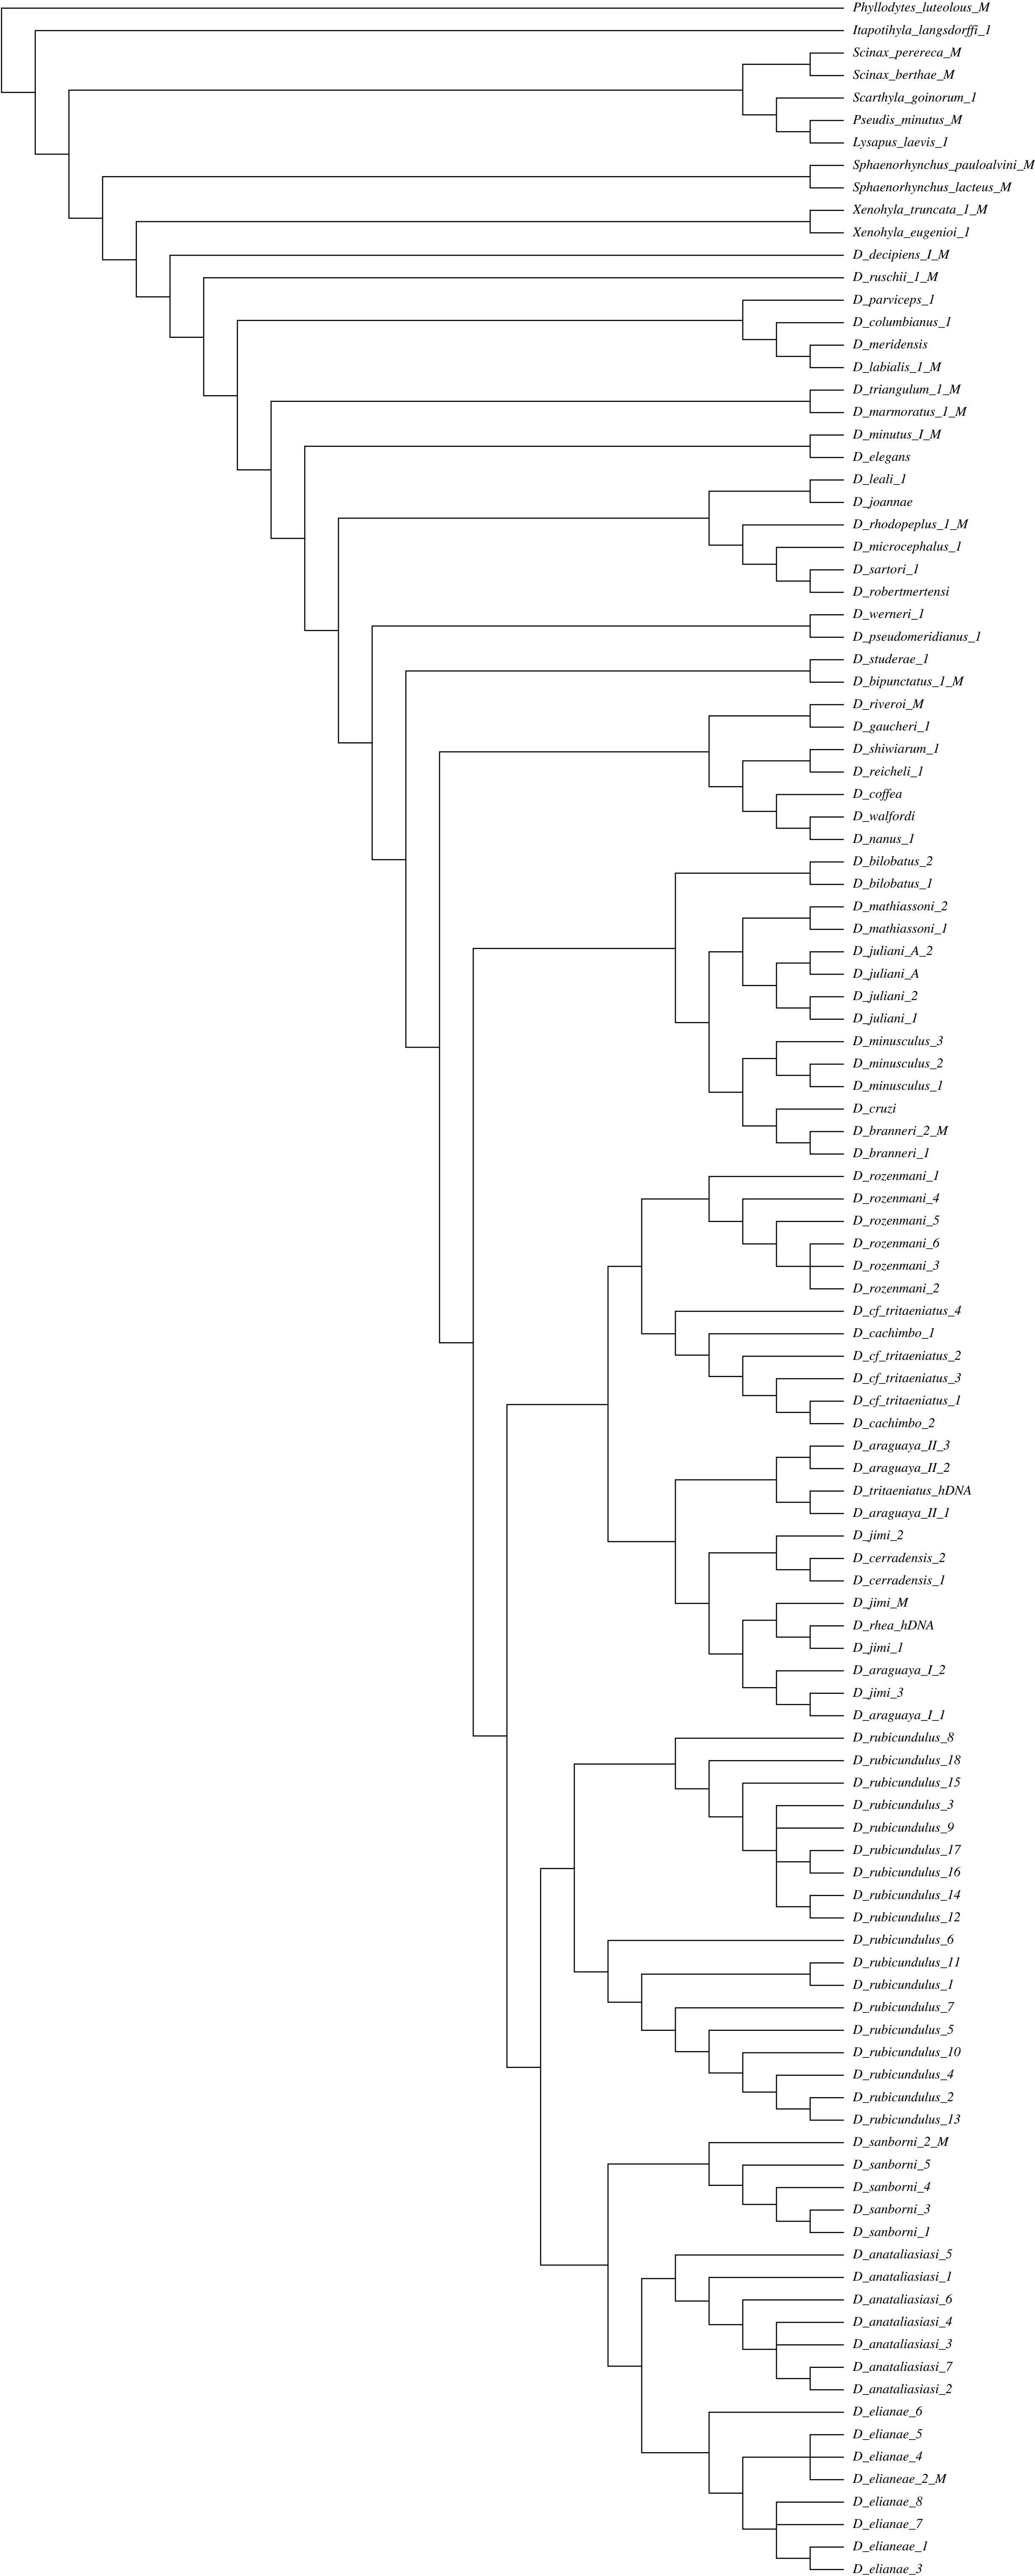 Phyllodytes_luteolous_M
Itapotihyla_langsdorffi_1
Scinax_perereca_M
Scinax_berthae_M
Scarthyla_goinorum_1
Pseudis_minutus_M
Lysapus_laevis_1
Sphaenorhynchus_pauloalvini_M
Sphaenorhynchus_lacteus_M
Xenohyla_truncata_1_M
Xenohyla_eugenioi_1
D_decipiens_I_M
D_ruschii_1_M
D_parviceps_1
D_columbianus_1
D_meridensis
D_labialis_1_M
D_triangulum_1_M
D_marmoratus_1_M
D_minutus_I_M
D_elegans
D_leali_1
D_joannae
D_rhodopeplus_1_M
D_microcephalus_1
D_sartori_1
D_robertmertensi
D_werneri_1
D_pseudomeridianus_1
D_studerae_1
D_bipunctatus_1_M
D_riveroi_M
D_gaucheri_1
D_shiwiarum_1
D_reicheli_1
D_coffea
D_walfordi
D_nanus_1
D_bilobatus_2
D_bilobatus_1
D_mathiassoni_2
D_mathiassoni_1
D_juliani_A_2
D_juliani_A
D_juliani_2
D_juliani_1
D_minusculus_3
D_minusculus_2
D_minusculus_1
D_cruzi
D_branneri_2_M
D_branneri_1
D_rozenmani_1
D_rozenmani_4
D_rozenmani_5
D_rozenmani_6
D_rozenmani_3
D_rozenmani_2
D_cf_tritaeniatus_4
D_cachimbo_1
D_cf_tritaeniatus_2
D_cf_tritaeniatus_3
D_cf_tritaeniatus_1
D_cachimbo_2
D_araguaya_II_3
D_araguaya_II_2
D_tritaeniatus_hDNA
D_araguaya_II_1
D_jimi_2
D_cerradensis_2
D_cerradensis_1
D_jimi_M
D_rhea_hDNA
D_jimi_1
D_araguaya_I_2
D_jimi_3
D_araguaya_I_1
D_rubicundulus_8
D_rubicundulus_18
D_rubicundulus_15
D_rubicundulus_3
D_rubicundulus_9
D_rubicundulus_17
D_rubicundulus_16
D_rubicundulus_14
D_rubicundulus_12
D_rubicundulus_6
D_rubicundulus_11
D_rubicundulus_1
D_rubicundulus_7
D_rubicundulus_5
D_rubicundulus_10
D_rubicundulus_4
D_rubicundulus_2
D_rubicundulus_13
D_sanborni_2_M
D_sanborni_5
D_sanborni_4
D_sanborni_3
D_sanborni_1
D_anataliasiasi_5
D_anataliasiasi_1
D_anataliasiasi_6
D_anataliasiasi_4
D_anataliasiasi_3
D_anataliasiasi_7
D_anataliasiasi_2
D_elianae_6
D_elianae_5
D_elianae_4
D_elianeae_2_M
D_elianae_8
D_elianae_7
D_elianeae_1
D_elianae_3